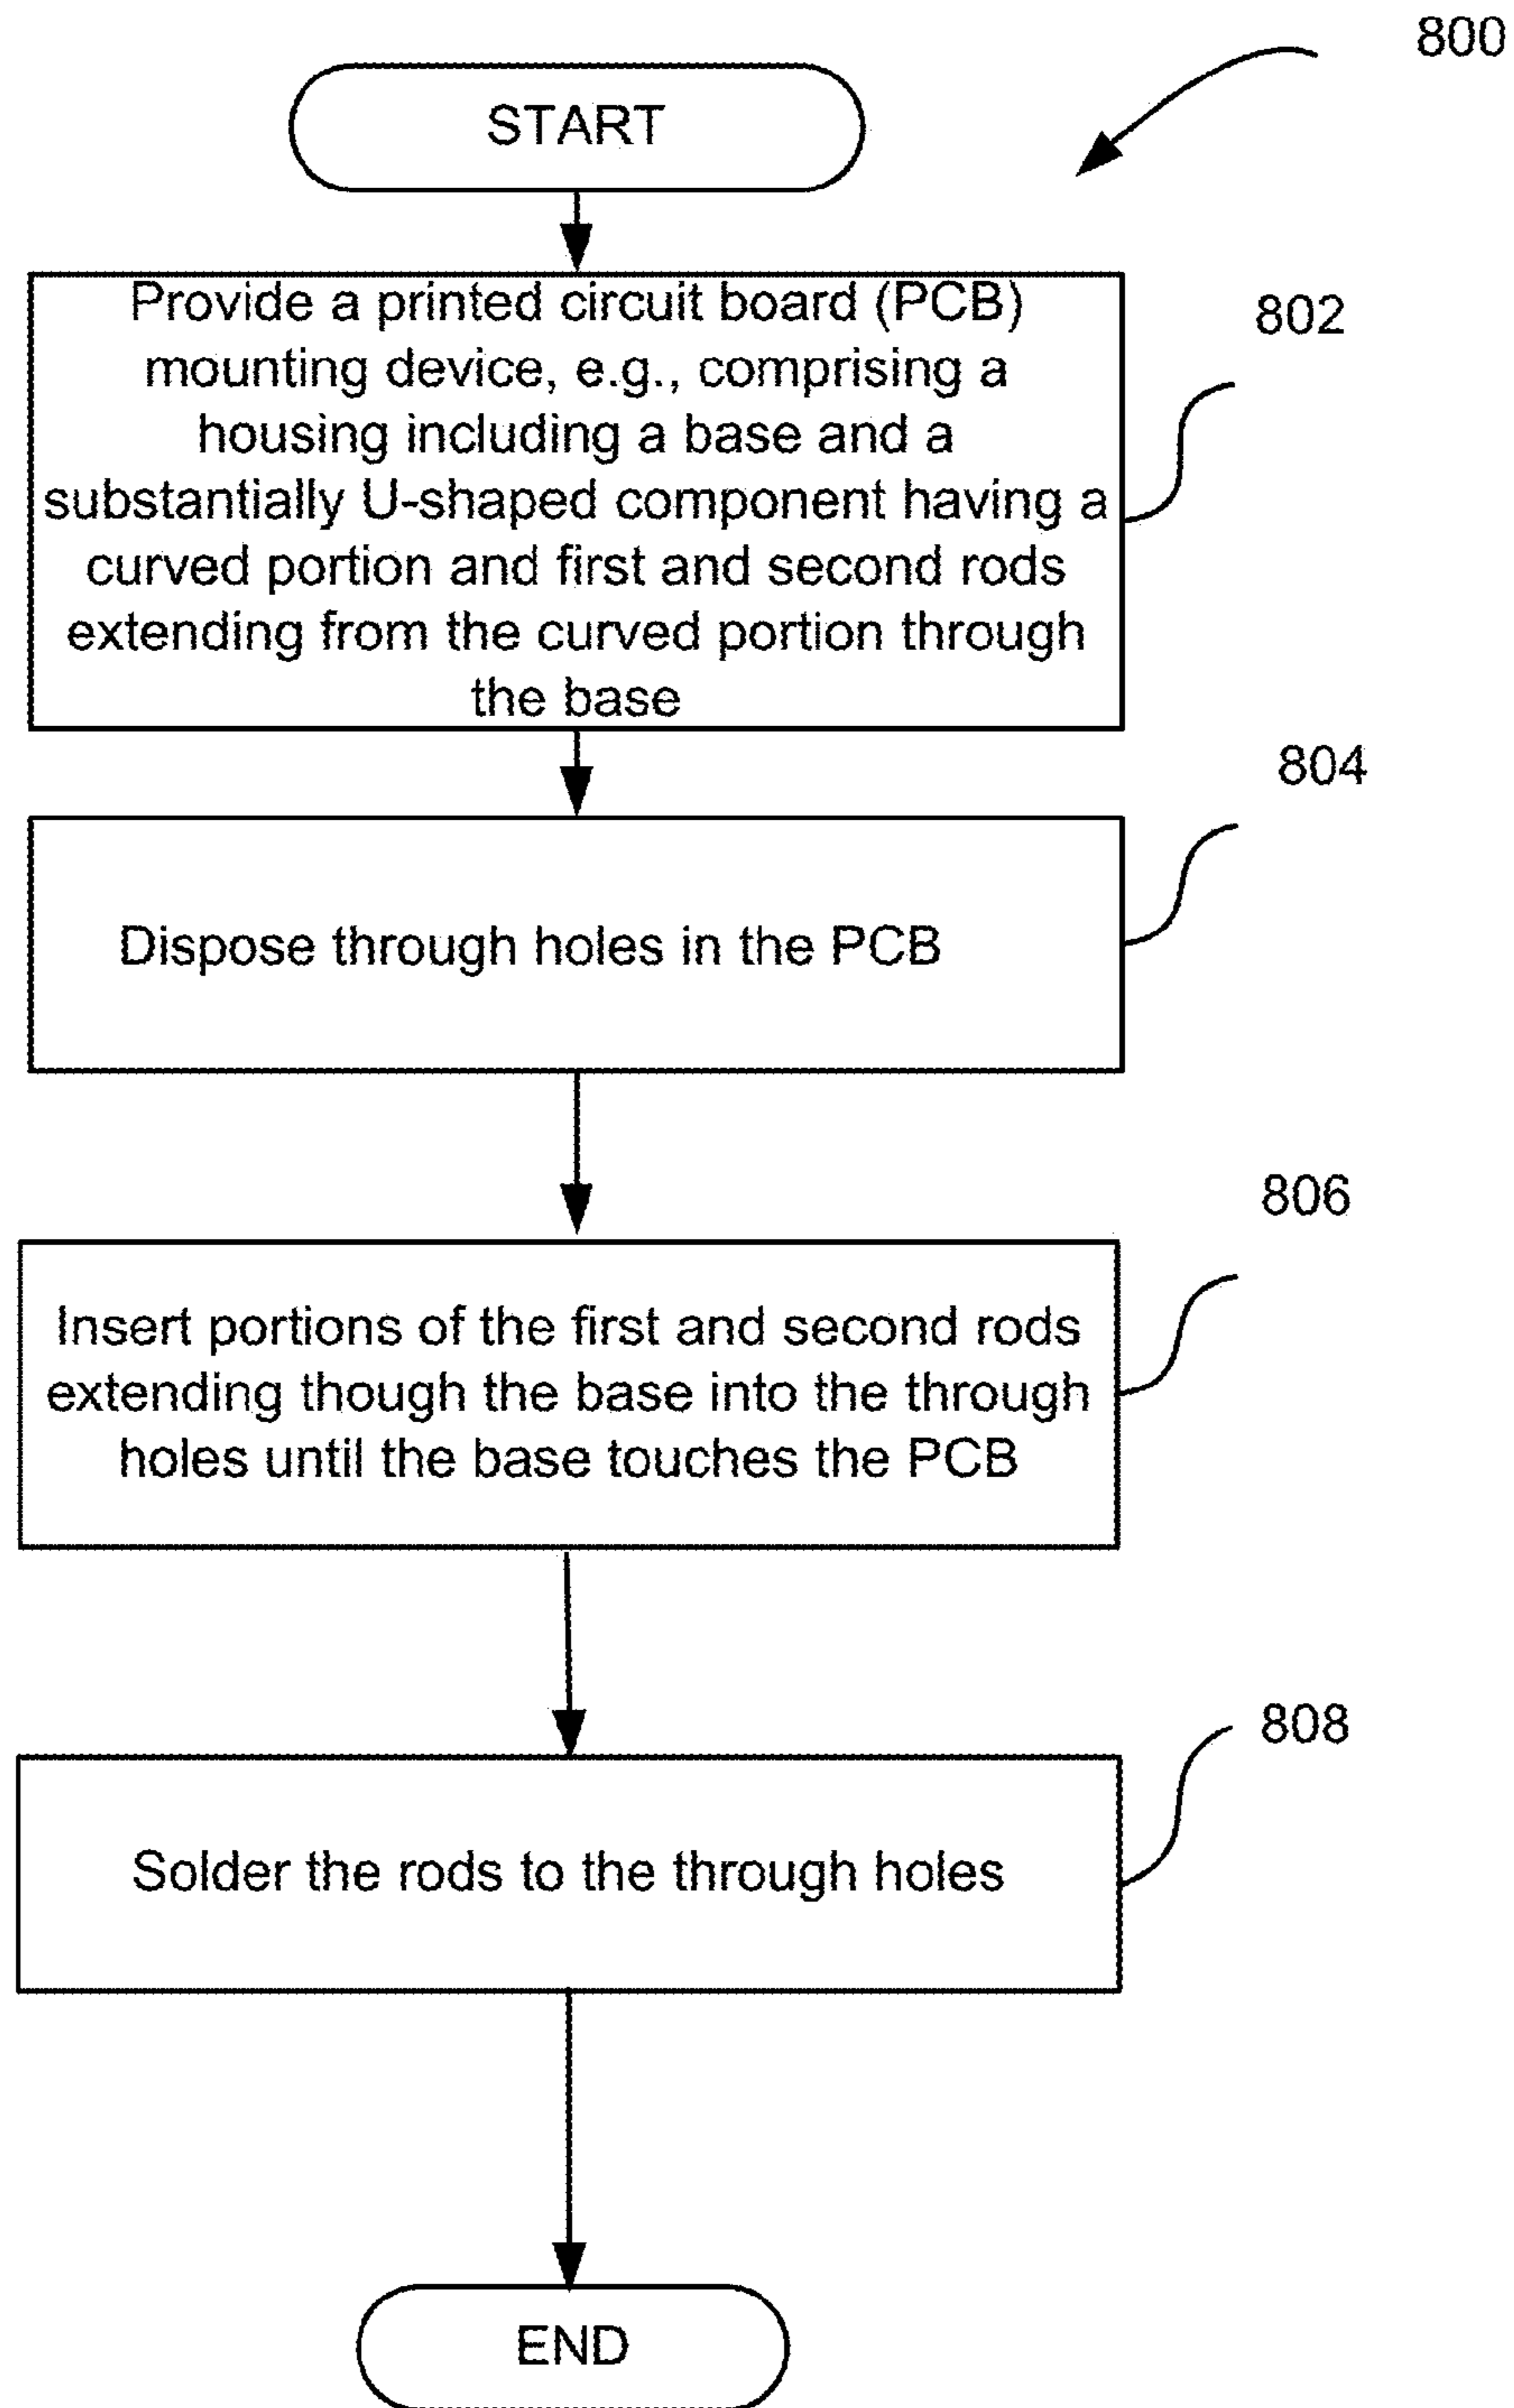 800
START
Provide a printed circuit board (PCB)
mounting device, e.g., comprising a
housing including a base and a
substantially U-shaped component having a
curved portion and first and second rods
extending from the curved portion through
the base
802
804
Dispose through holes in the PCB
806
Insert portions of the first and second rods
extending though the base into the through
holes until the base touches the PCB
808
Solder the rods to the through holes
END